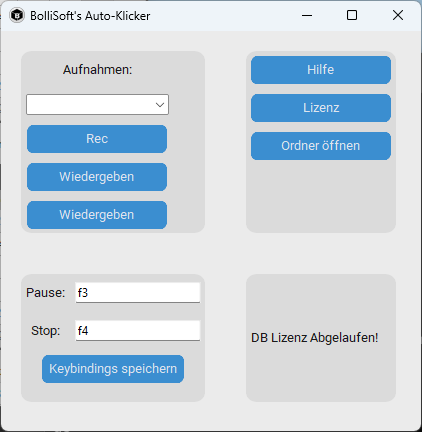 BolliSoft's Auto-Klicker
Aufnahmen:
Rec
Wiedergeben
Wiedergeben
Hilfe
Lizenz
Ordner öffnen
Pause: f3
Stop: f4
Keybindings speichern
DB Lizenz Abgelaufen!